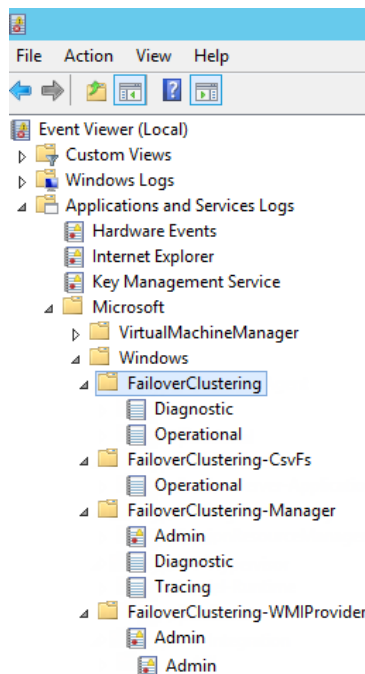 File Action View Help
Event Viewer (Local)
Custom Views
Windows Logs
Applications and Services Logs
Hardware Events
Internet Explorer
Key Management Service
Microsoft
VirtualMachineManager
Windows
FailoverClustering
Diagnostic
Operational
FailoverClustering-CsvFs
Operational
FailoverClustering-Manager
Admin
Diagnostic
Tracing
FailoverClustering-WMIProvider
Admin
Admin